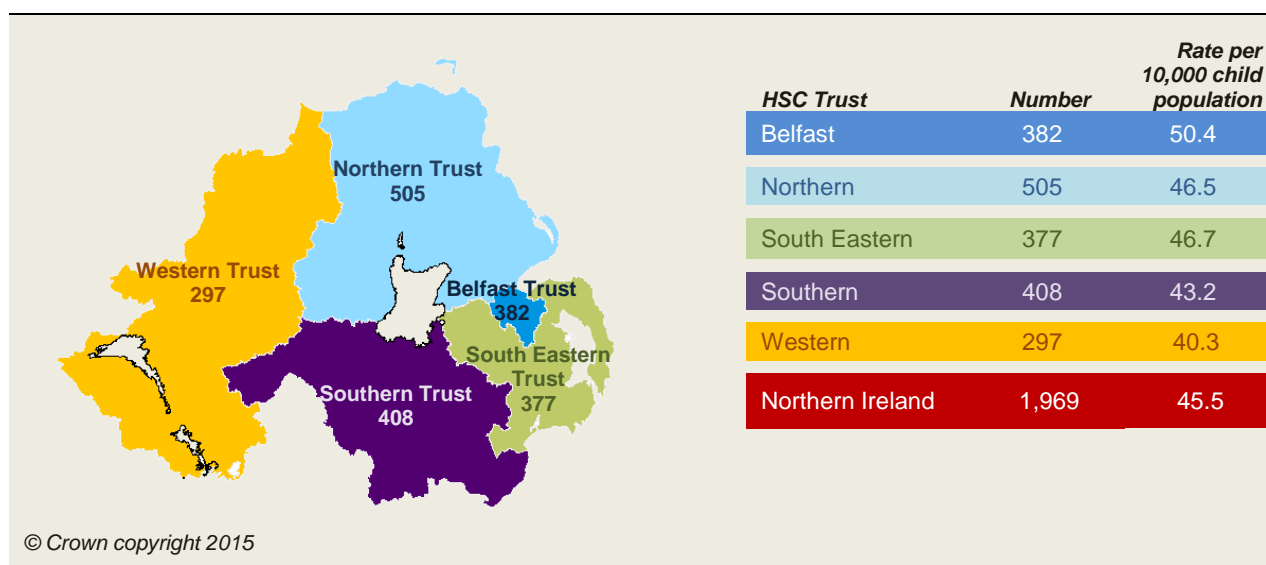 Northern Trust
505
Western Trust
297
Belfast Trust
382
South Eastern
Trust
377
Southern Trust
408
© Crown copyright 2015
HSC Trust Number Rate per
10,000 child
population
Belfast 382 50.4
Northern 505 46.5
South Eastern 377 46.7
Southern 408 43.2
Western 297 40.3
Northern Ireland 1,969 45.5